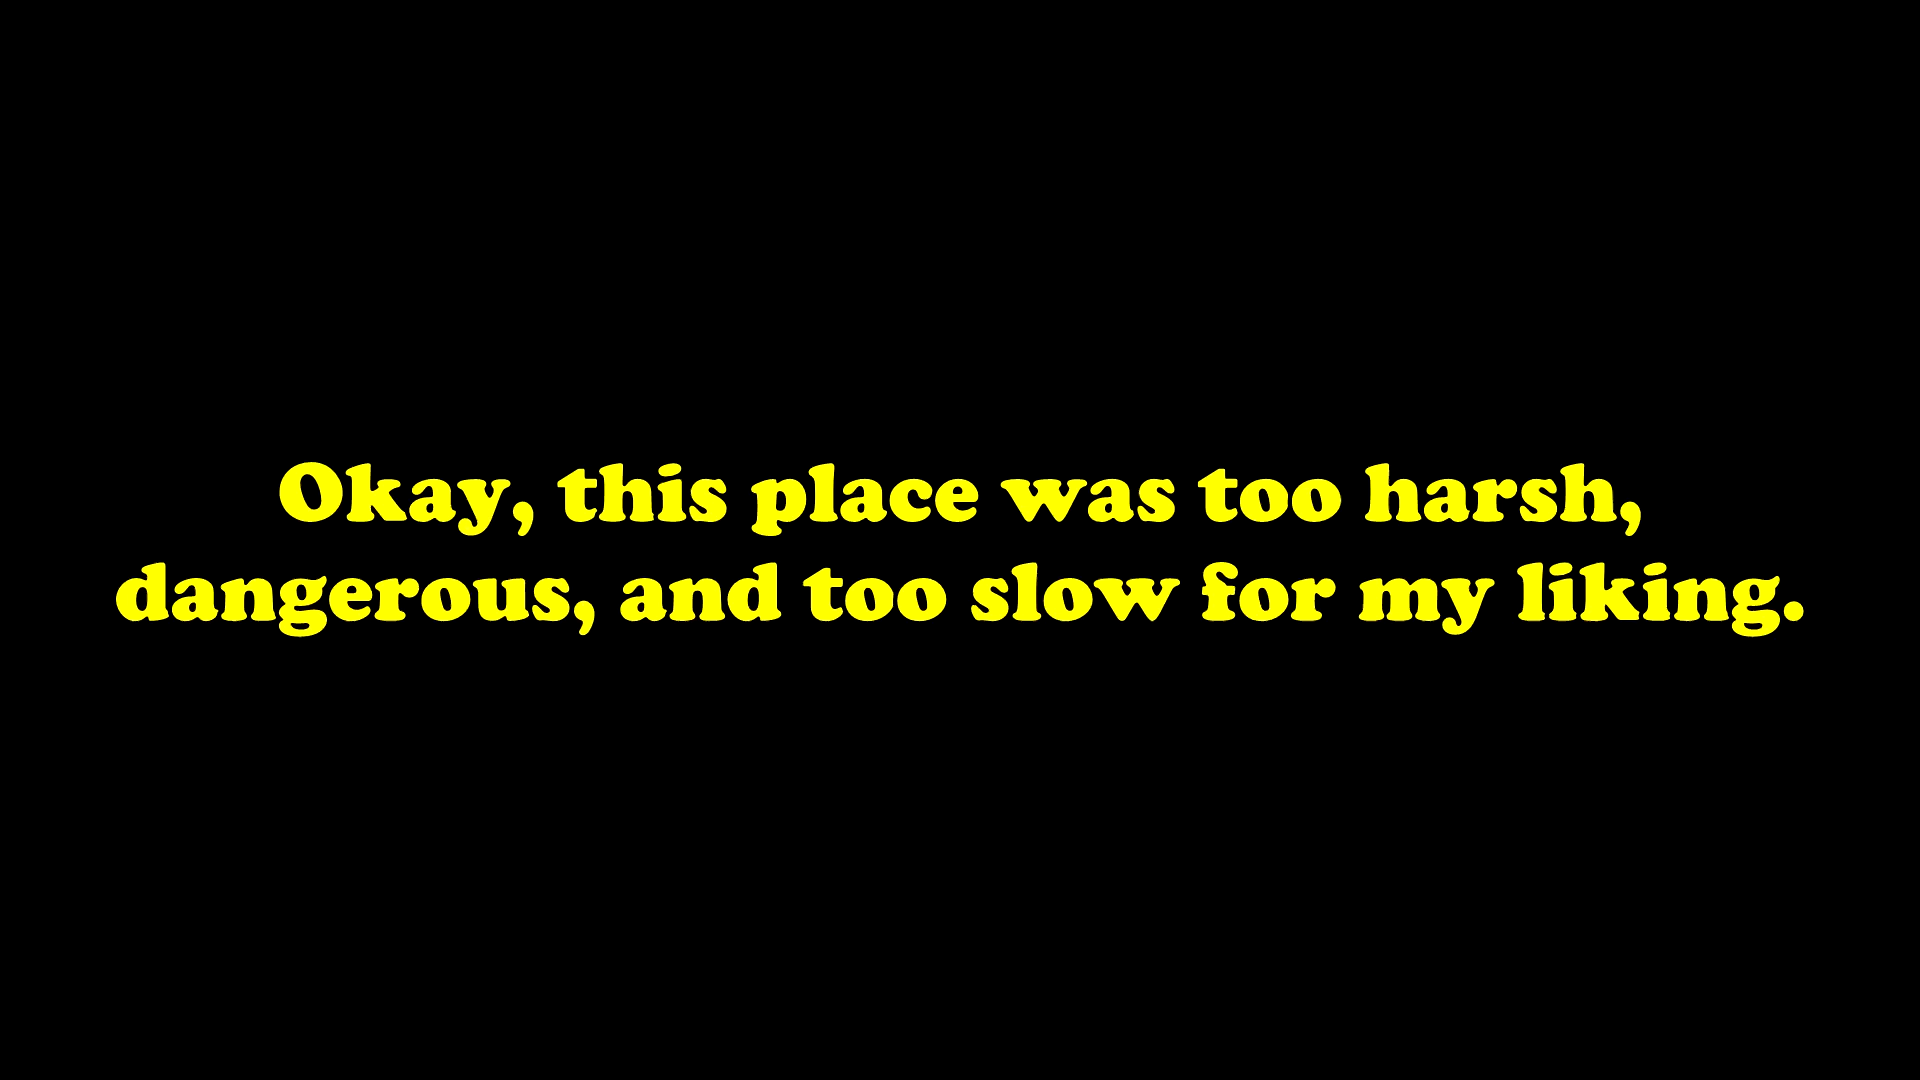 Okay, this place was too harsh,
dangerous, and too slow for my liking.